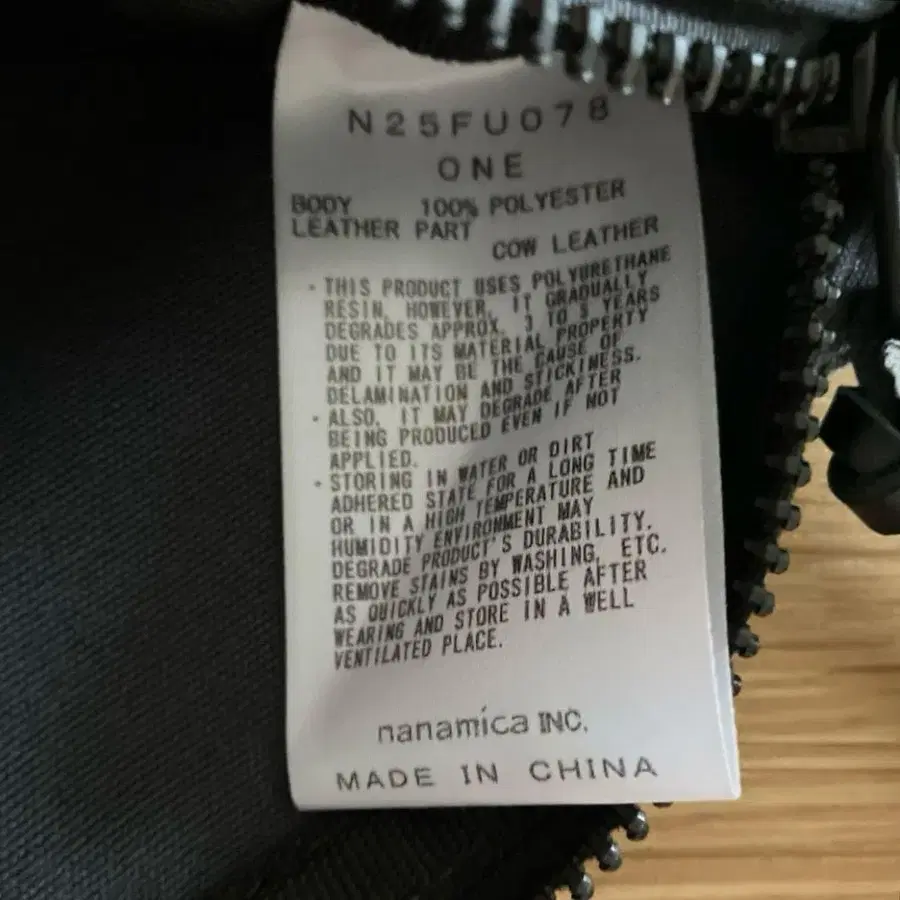 N25FU078
ONE
BODY 100% POLYESTER
LEATHER PART
COW LEATHER
・THIS PRODUCT USES POLYURETHANE
RESIN. HOWEVER, IT GRADUALLY
DEGRADES APPROX. 3 TO 5 YEARS
DUE TO ITS MATERIAL PROPERTY
AND IT MAY BE THE CAUSE OF
DELAMINATION AND STICKINESS.
・ALSO, IT MAY DEGRADE AFTER
BEING PRODUCED EVEN IF NOT
APPLIED.
・STORING IN WATER OR DIRT
ADHERED STATE FOR A LONG TIME
OR IN A HIGH TEMPERATURE AND
HUMIDITY ENVIRONMENT MAY
DEGRADE PRODUCT'S DURABILITY.
REMOVE STAINS BY WASHING, ETC.
AS QUICKLY AS POSSIBLE AFTER
WEARING AND STORE IN A WELL
VENTILATED PLACE.
nanamica INC.
MADE IN CHINA